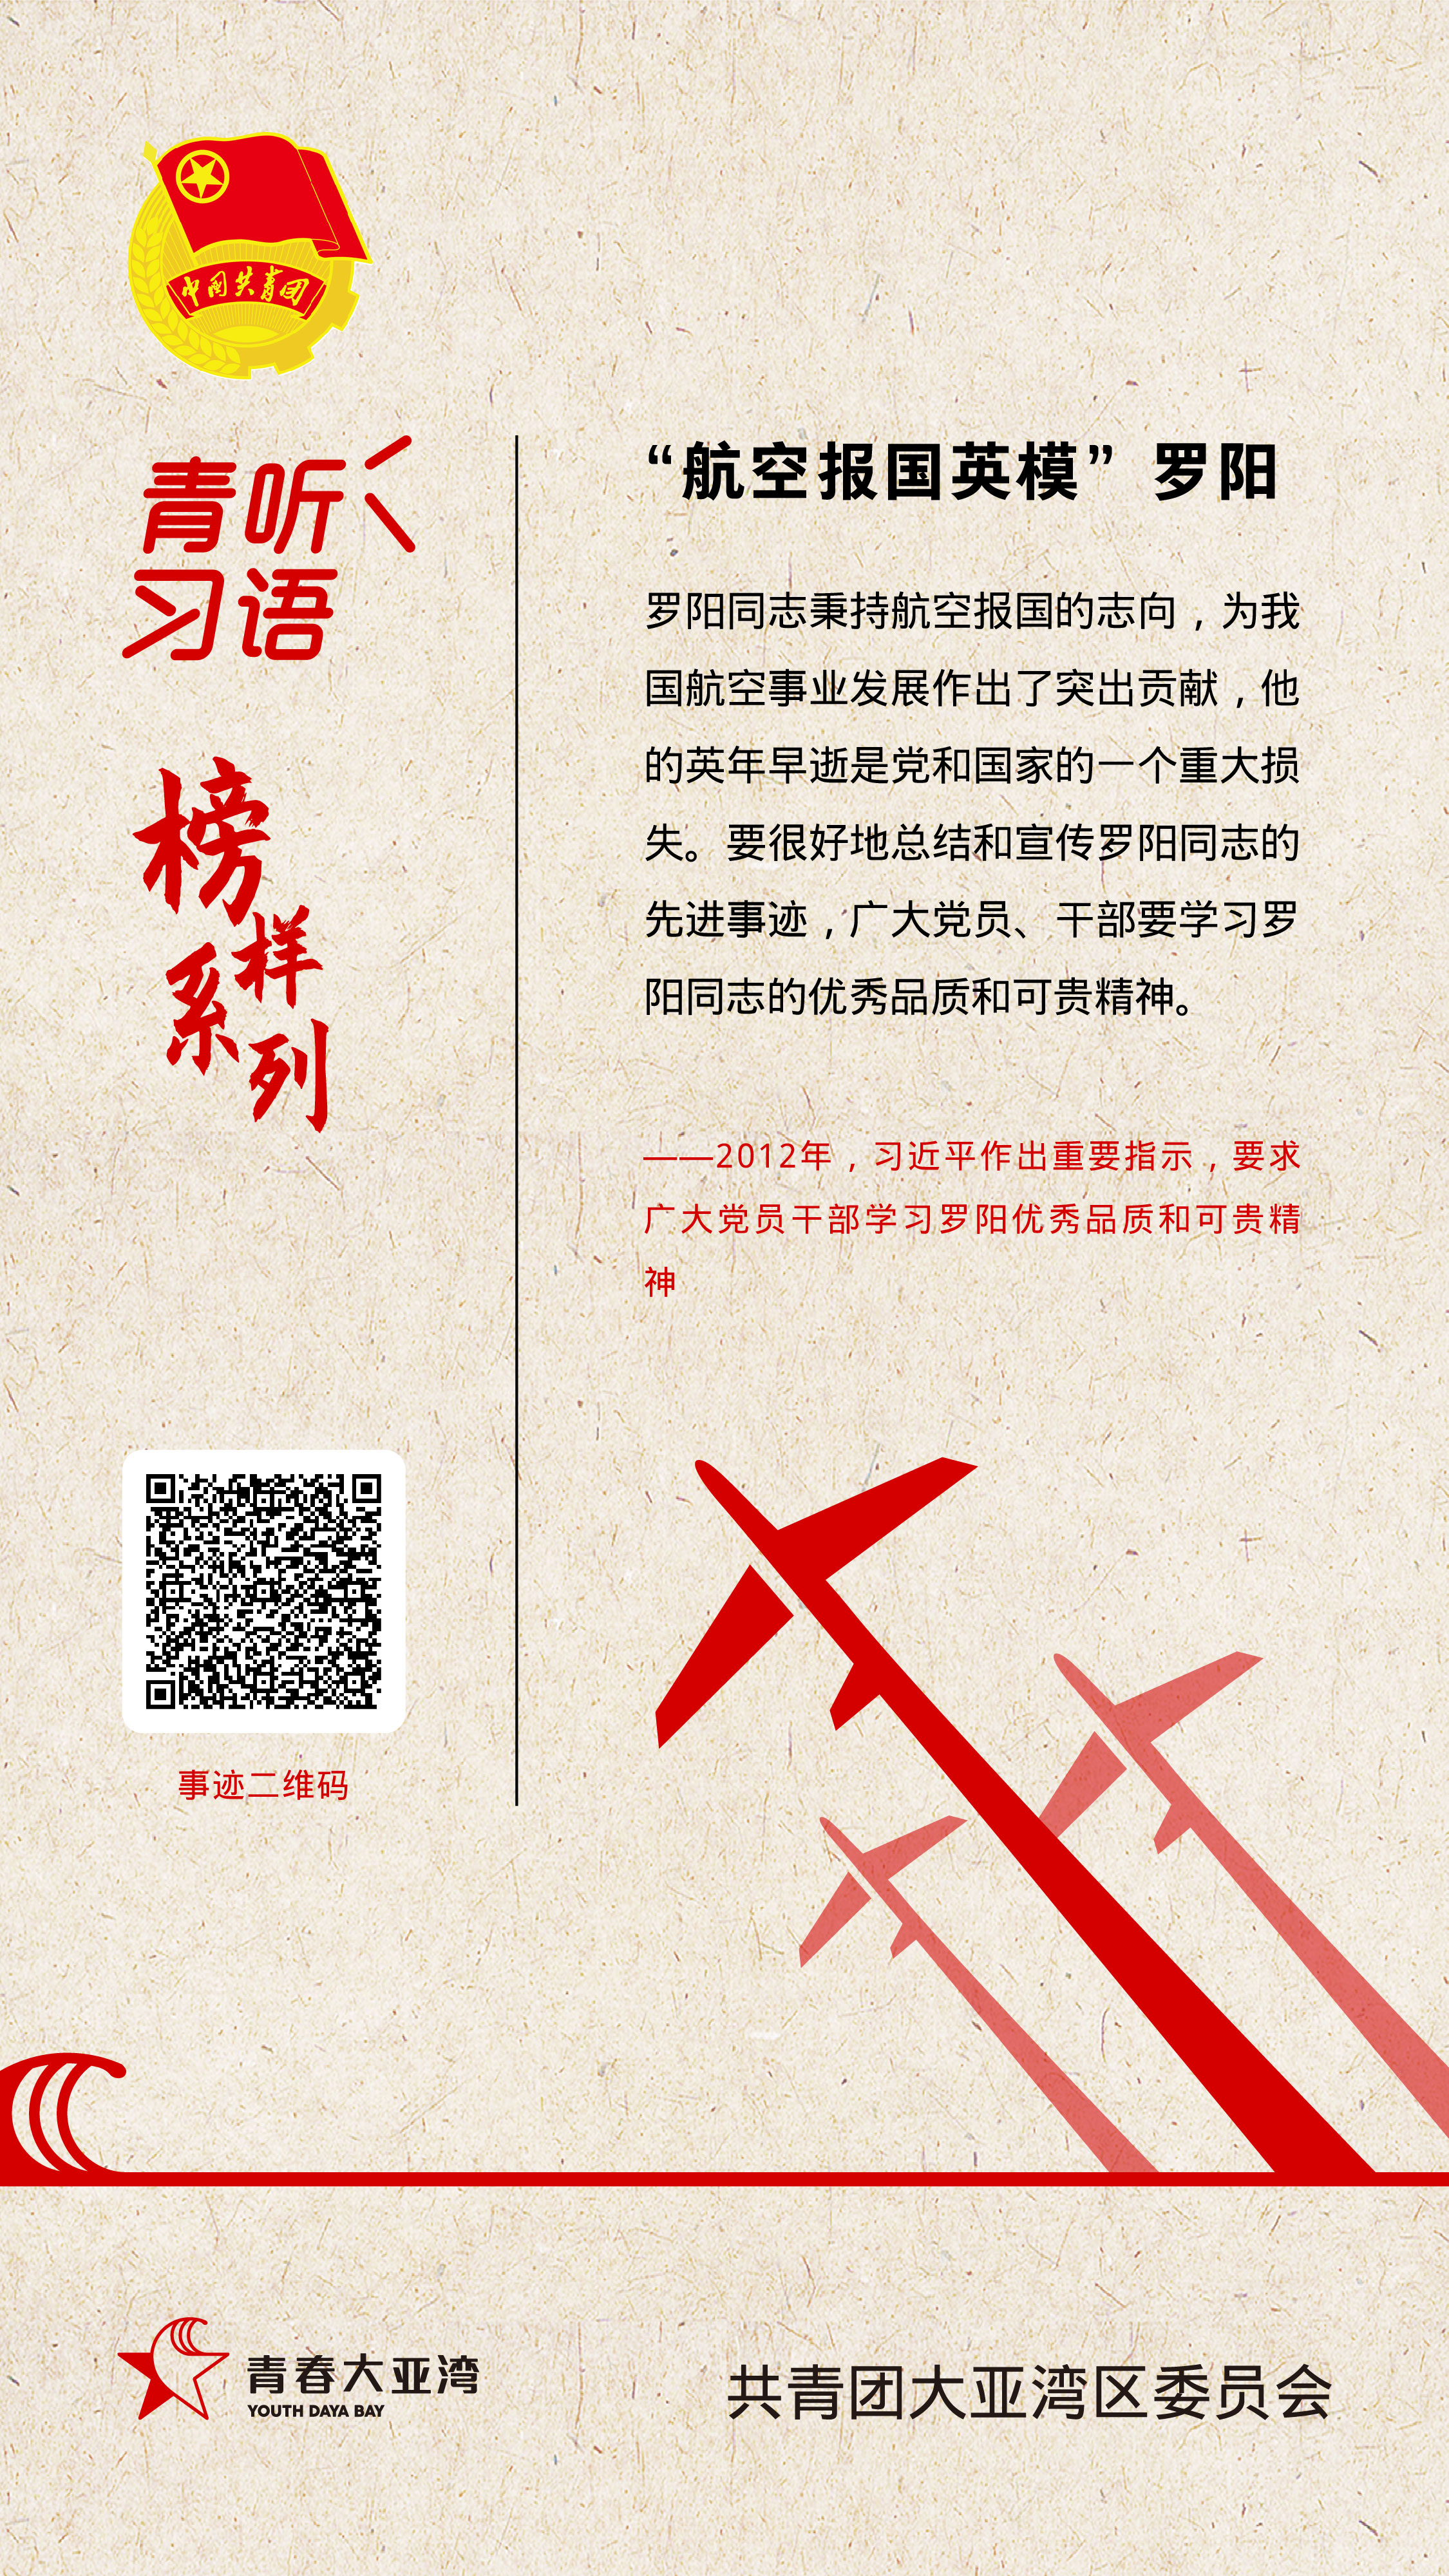 中国共青团
青听
习语
榜样
系列
“航空报国英模”罗阳
罗阳同志秉持航空报国的志向，为我
国航空事业发展作出了突出贡献，他
的英年早逝是党和国家的一个重大损
失。要很好地总结和宣传罗阳同志的
先进事迹，广大党员、干部要学习罗
阳同志的优秀品质和可贵精神。
——2012年，习近平作出重要指示，要求
广大党员干部学习罗阳优秀品质和可贵精
神
事迹二维码
青春大亚湾
YOUTH DAYA BAY
共青团大亚湾区委员会